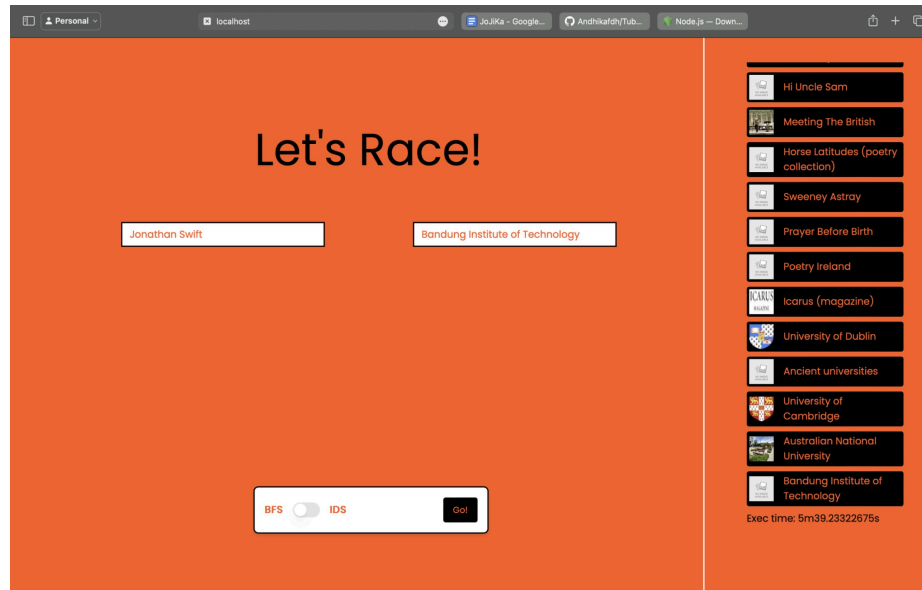 Personal
localhost
JoJiKa - Google...
Andhikafdh/Tub...
Node.js — Down...
Let's Race!
Jonathan Swift
Bandung Institute of Technology
BFS
IDS
Go!
Hi Uncle Sam
Meeting The British
Horse Latitudes (poetry
collection)
Sweeney Astray
Prayer Before Birth
Poetry Ireland
ICARUS
Icarus (magazine)
University of Dublin
Ancient universities
University of
Cambridge
Australian National
University
Bandung Institute of
Technology
Exec time: 5m39.23322675s